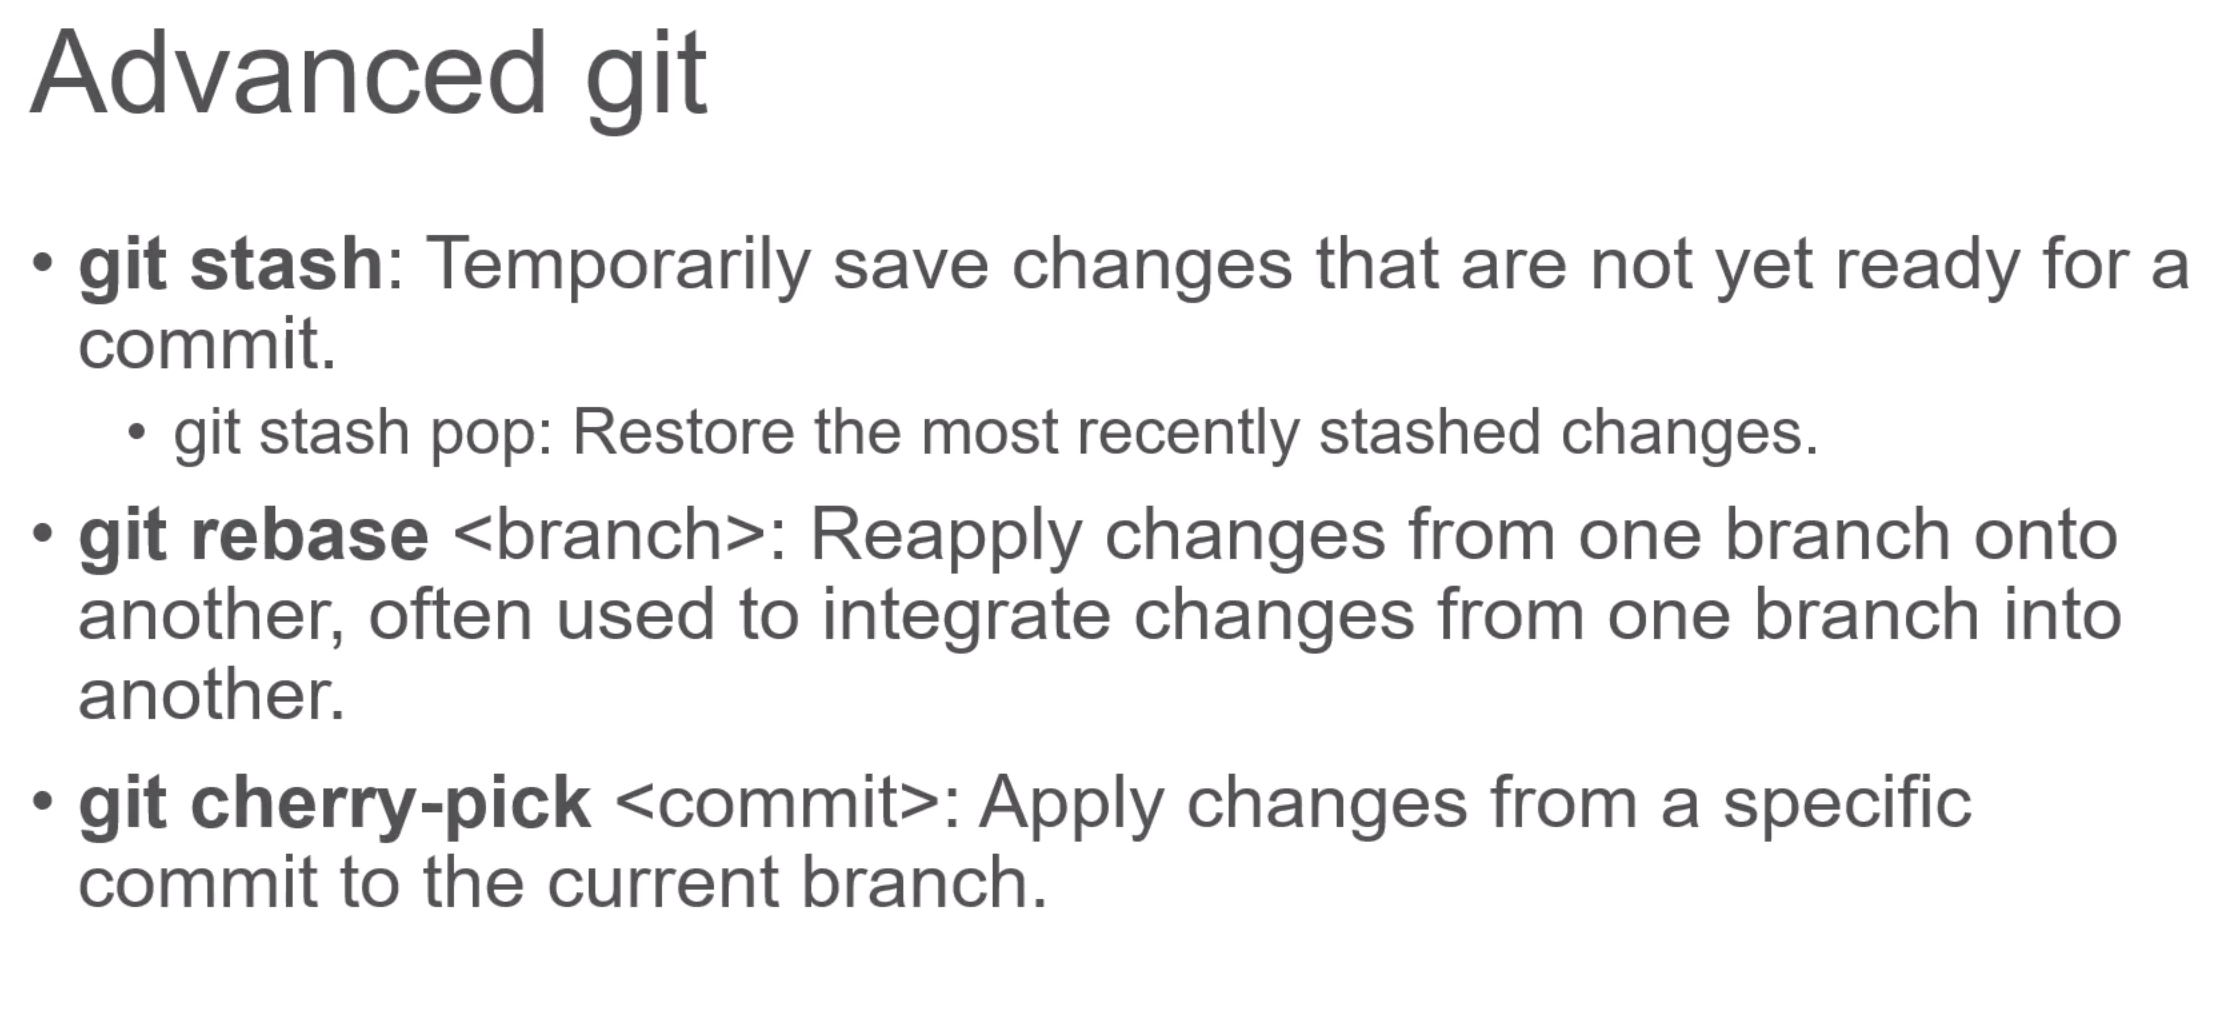 Advanced git
• git stash: Temporarily save changes that are not yet ready for a
commit.
• git stash pop: Restore the most recently stashed changes.
• git rebase <branch>: Reapply changes from one branch onto
another, often used to integrate changes from one branch into
another.
• git cherry-pick <commit>: Apply changes from a specific
commit to the current branch.